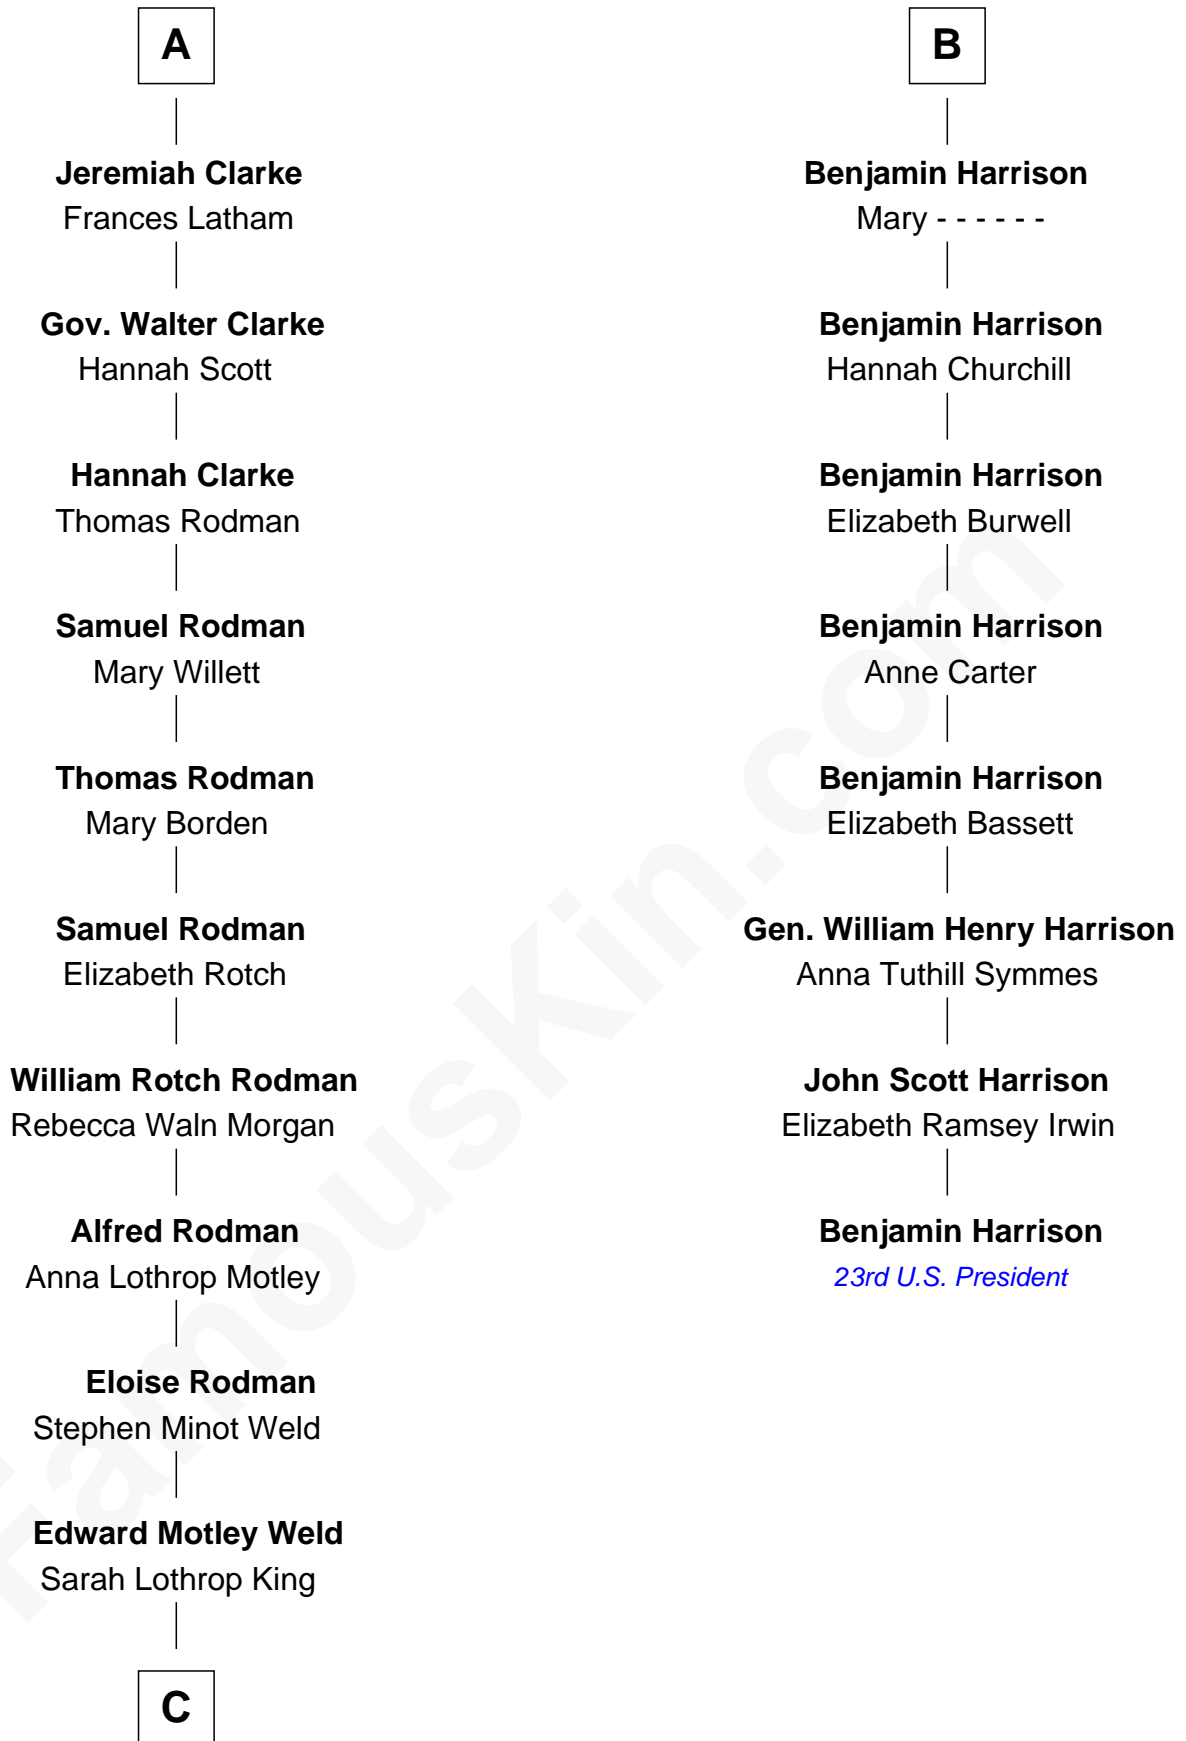 A
Jeremiah Clarke
Frances Latham
Gov. Walter Clarke
Hannah Scott
Hannah Clarke
Thomas Rodman
Samuel Rodman
Mary Willett
Thomas Rodman
Mary Borden
Samuel Rodman
Elizabeth Rotch
William Rotch Rodman
Rebecca Waln Morgan
Alfred Rodman
Anna Lothrop Motley
Eloise Rodman
Stephen Minot Weld
Edward Motley Weld
Sarah Lothrop King
C
B
Benjamin Harrison
Mary - - - - - -
Benjamin Harrison
Hannah Churchill
Benjamin Harrison
Elizabeth Burwell
Benjamin Harrison
Anne Carter
Benjamin Harrison
Elizabeth Bassett
Gen. William Henry Harrison
Anna Tuthill Symmes
John Scott Harrison
Elizabeth Ramsey Irwin
Benjamin Harrison
23rd U.S. President
FamousKin.com